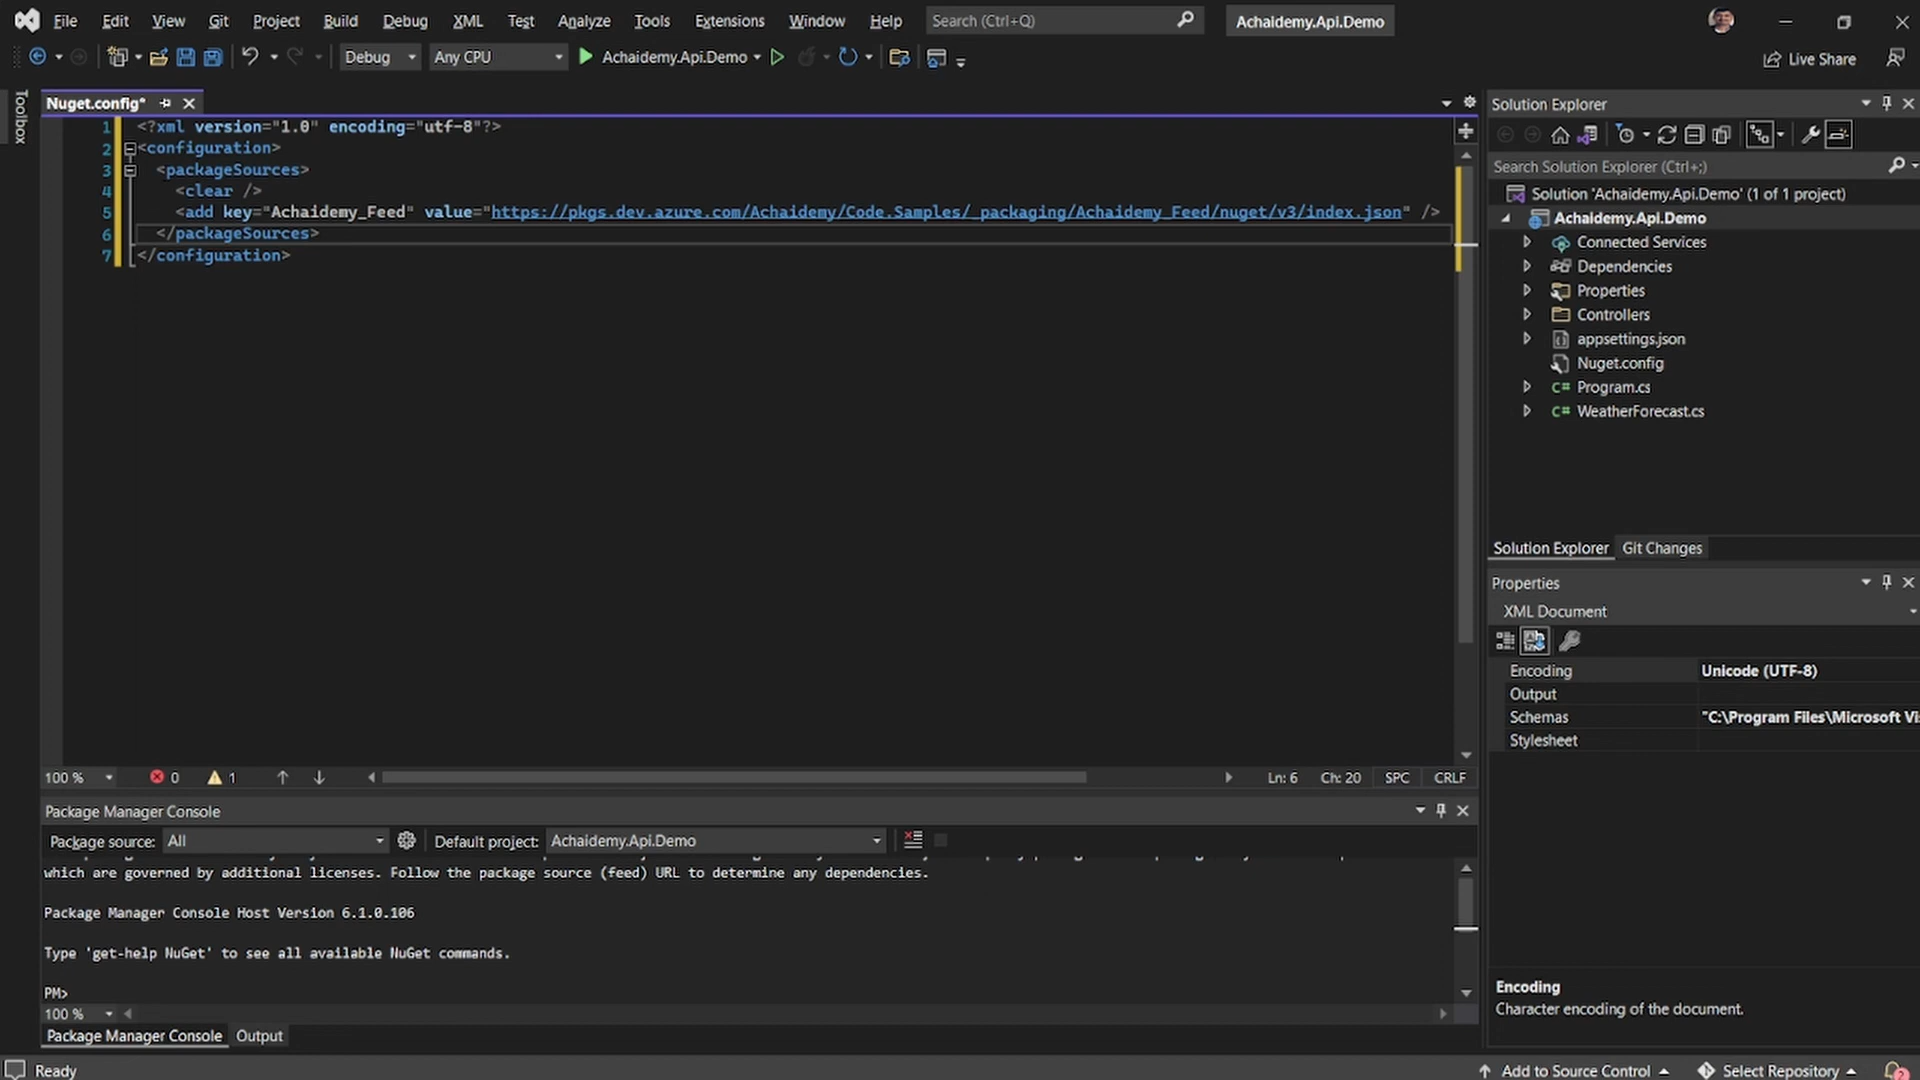 File Edit View Git Project Build Debug XML Test Analyze Tools Extensions Window Help Search (Ctrl+Q) Achaidemy.Api.Demo
Debug Any CPU Achaidemy.Api.Demo Live Share
Toolbox
Nuget.config*
1 <?xml version="1.0" encoding="utf-8"?>
2 <configuration>
3 <packageSources>
4 <clear />
5 <add key="Achaidemy_Feed" value="https://pkgs.dev.azure.com/Achaidemy/Code.Samples/_packaging/Achaidemy_Feed/nuget/v3/index.json" />
6 </packageSources>
7 </configuration>
100 % 0 1 Ln: 6 Ch: 20 SPC CRLF
Package Manager Console
Package source: All Default project: Achaidemy.Api.Demo
which are governed by additional licenses. Follow the package source (feed) URL to determine any dependencies.
Package Manager Console Host Version 6.1.0.106
Type 'get-help NuGet' to see all available NuGet commands.
PM>
100 %
Package Manager Console Output
Solution Explorer
Search Solution Explorer (Ctrl+;)
Solution 'Achaidemy.Api.Demo' (1 of 1 project)
Achaidemy.Api.Demo
Connected Services
Dependencies
Properties
Controllers
appsettings.json
Nuget.config
C# Program.cs
C# WeatherForecast.cs
Solution Explorer Git Changes
Properties
XML Document
Encoding Unicode (UTF-8)
Output
Schemas "C:\Program Files\Microsoft Vi
Stylesheet
Encoding
Character encoding of the document.
Ready Add to Source Control Select Repository 2